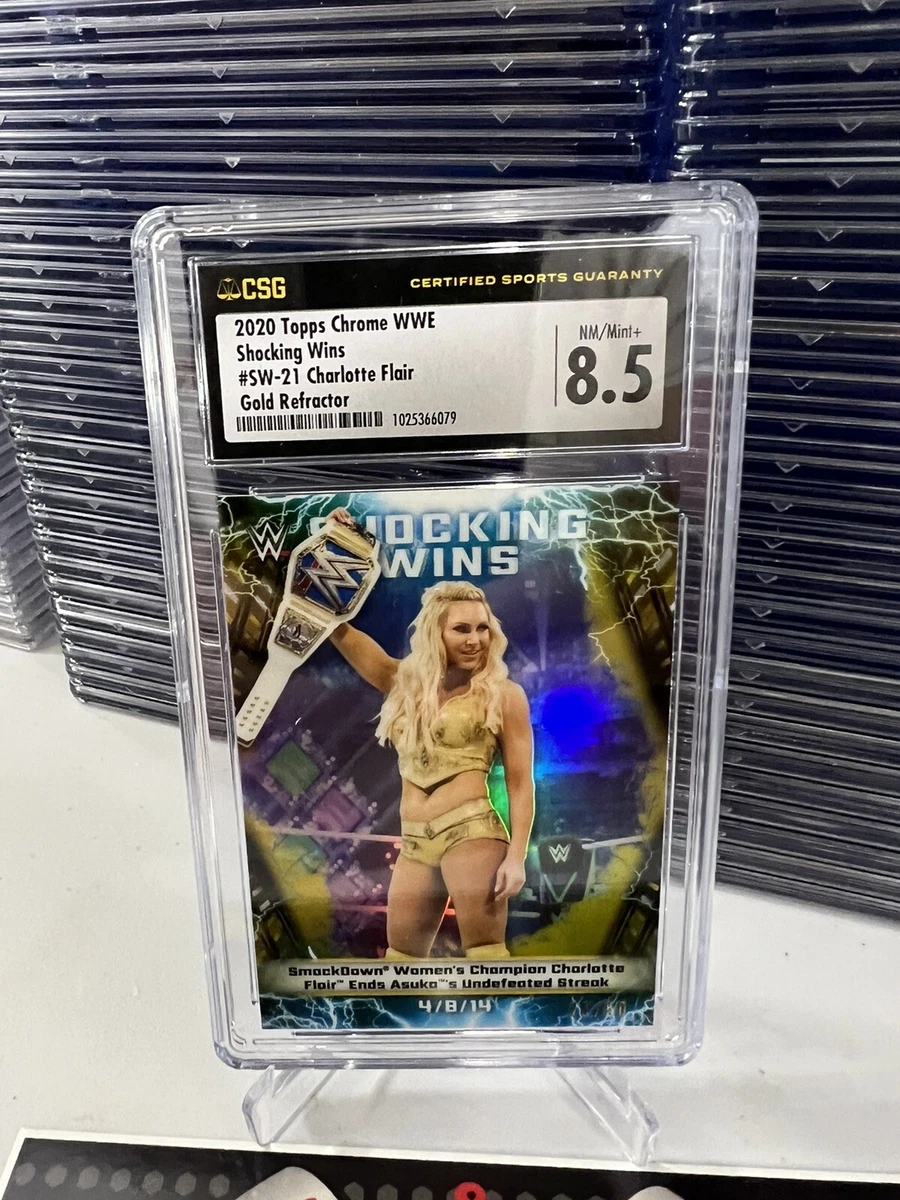 CSG
CERTIFIED SPORTS GUARANTY
2020 Topps Chrome WWE
Shocking Wins
#SW-21 Charlotte Flair
Gold Refractor
1025366079
NM/Mint+
8.5
SHOCKING
WINS
SmackDown® Women's Champion Charlotte
Flair™ Ends Asuka™'s Undefeated Streak
4/8/14